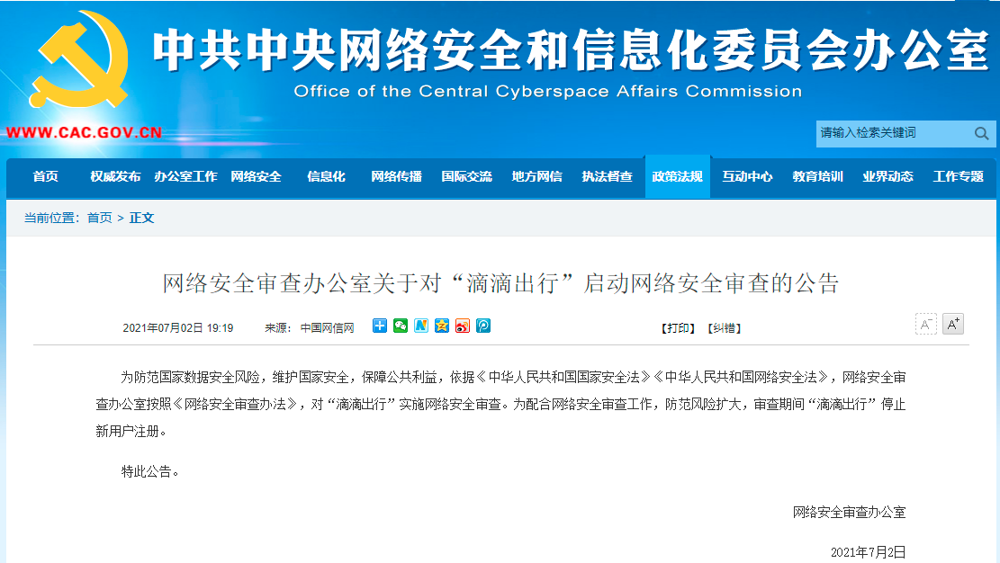 中共中央网络安全和信息化委员会办公室
Office of the Central Cyberspace Affairs Commission
WWW.CAC.GOV.CN
请输入检索关键词
首页 权威发布 办公室工作 网络安全 信息化 网络传播 国际交流 地方网信 执法督查 政策法规 互动中心 教育培训 业界动态 工作专题
当前位置：首页 > 正文
网络安全审查办公室关于对“滴滴出行”启动网络安全审查的公告
2021年07月02日 19:19 来源： 中国网信网 【打印】【纠错】 A- A+
为防范国家数据安全风险，维护国家安全，保障公共利益，依据《中华人民共和国国家安全法》《中华人民共和国网络安全法》，网络安全审
查办公室按照《网络安全审查办法》，对“滴滴出行”实施网络安全审查。为配合网络安全审查工作，防范风险扩大，审查期间“滴滴出行”停止
新用户注册。
特此公告。
网络安全审查办公室
2021年7月2日